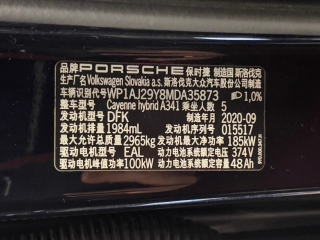 品牌 PORSCHE 保时捷 制造国 斯洛伐克
生产厂名 Volkswagen Slovakia a.s.斯洛伐克大众汽车股份公司制造
车辆识别代号 WP1AJ29Y8MDA35873 1,0%
整车型号 Cayenne hybrid A341 乘坐人数 5
发动机型号 DFK 制造年月 2020-09
发动机排量 1984mL 发动机号 015517
最大允许总质量 2965kg 发动机最大净功率 185kW
驱动电机型号 EAL 动力电池系统额定电压 374V
驱动电机峰值功率 100kW 动力电池系统额定容量 48Ah